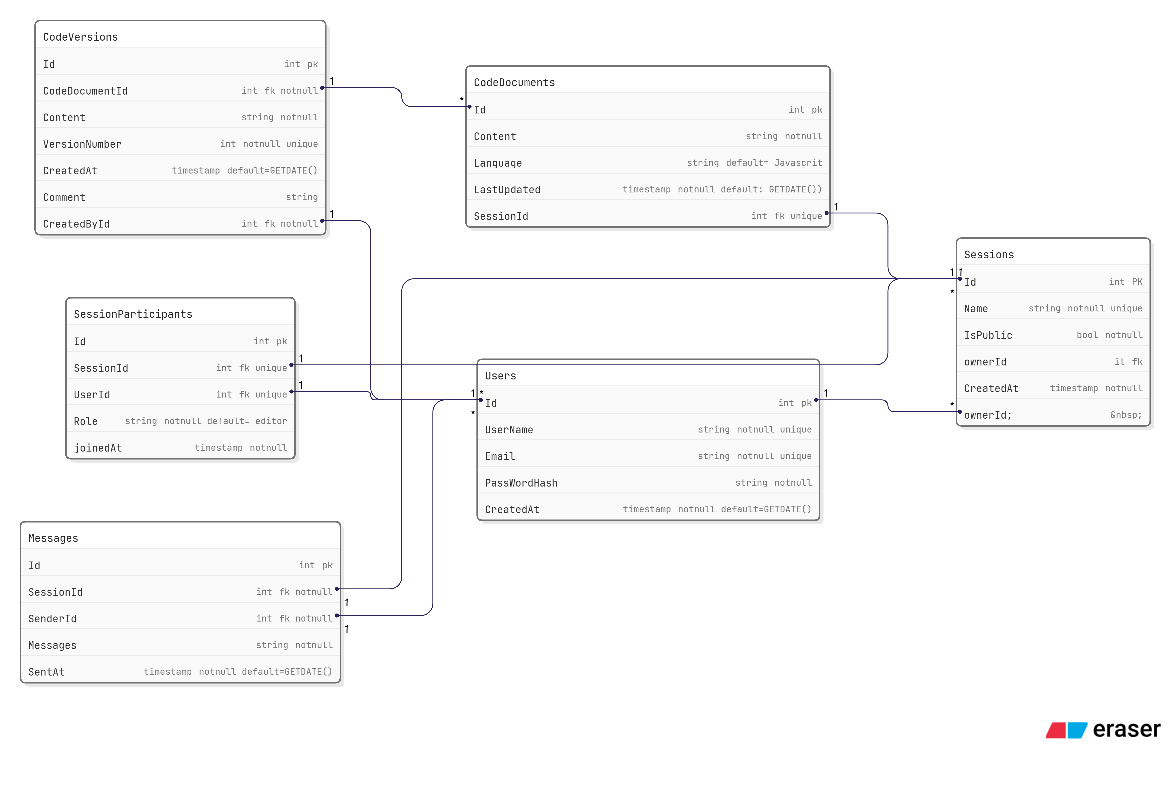 CodeVersions
Id int pk
CodeDocumentId int fk notnull
Content string notnull
VersionNumber int notnull unique
CreatedAt timestamp default=GETDATE()
Comment string
CreatedById int fk notnull
1
1
CodeDocuments
*
Id int pk
Content string notnull
Language string default= Javascrit
LastUpdated timestamp notnull default: GETDATE())
SessionId int fk unique
1
Sessions
1 1
*
Id int PK
Name string notnull unique
IsPublic bool notnull
ownerId it fk
CreatedAt timestamp notnull
*
ownerId; &nbsp;
SessionParticipants
Id int pk
SessionId int fk unique
1
UserId int fk unique
1
Role string notnull default= editor
joinedAt timestamp notnull
Users
1 *
*
Id int pk
1
UserName string notnull unique
Email string notnull unique
PassWordHash string notnull
CreatedAt timestamp notnull default=GETDATE()
Messages
Id int pk
SessionId int fk notnull
1
SenderId int fk notnull
1
Messages string notnull
SentAt timestamp notnull default=GETDATE()
eraser